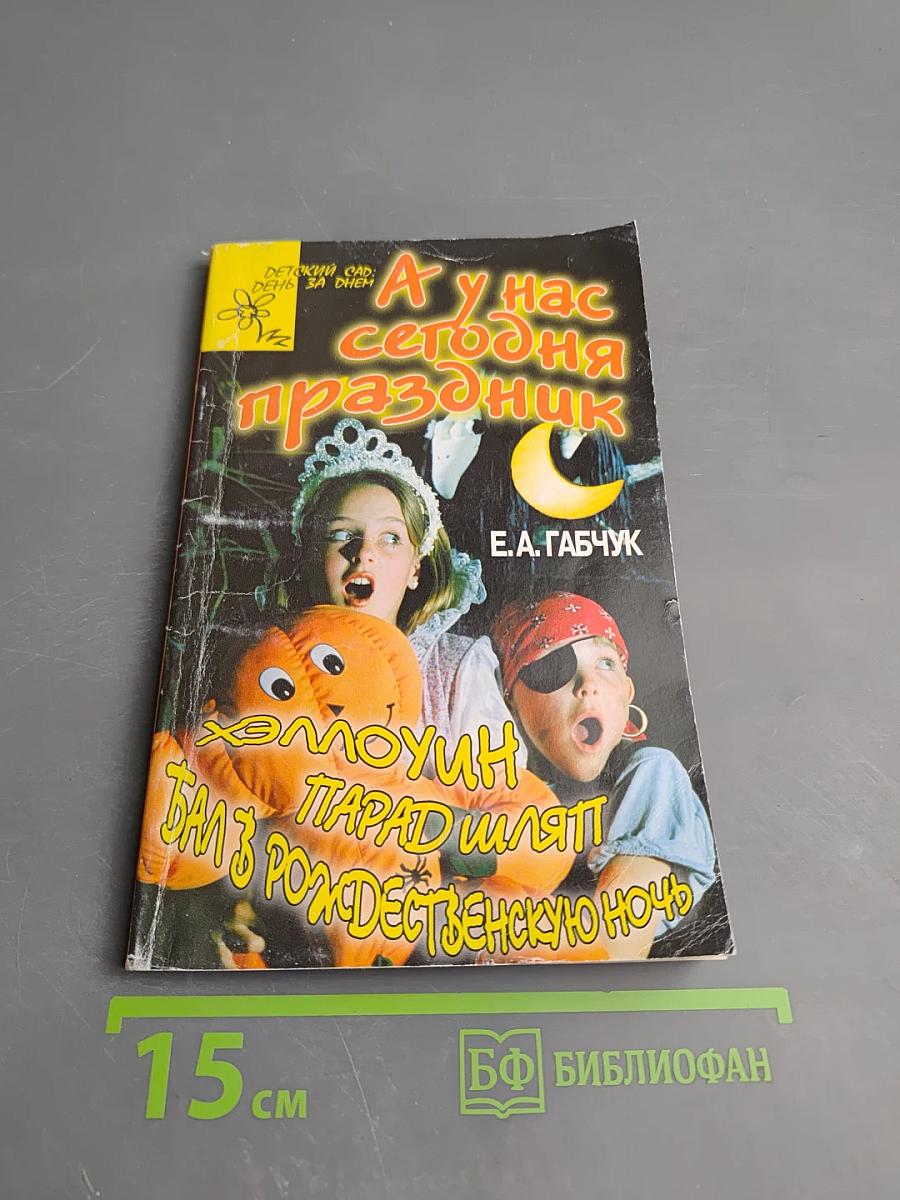 ДЕТСКИЙ САД:
ДЕНЬ ЗА ДНЕМ
А у нас
сегодня
праздник
Е. А. ГАБЧУК
ХЭЛЛОУИН
ПАРАД ШЛЯП
БАЛ В РОЖДЕСТВЕНСКУЮ НОЧЬ
15 см
БФ БИБЛИОФАН